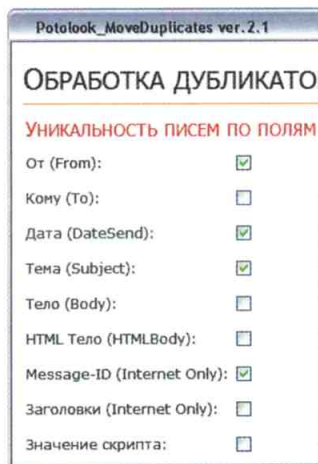 Potolook_MoveDuplicates ver.2.1
ОБРАБОТКА ДУБЛИКАТО
УНИКАЛЬНОСТЬ ПИСЕМ ПО ПОЛЯМ
От (From):
Кому (To):
Дата (DateSend):
Тема (Subject):
Тело (Body):
HTML Тело (HTMLBody):
Message-ID (Internet Only):
Заголовки (Internet Only):
Значение скрипта: